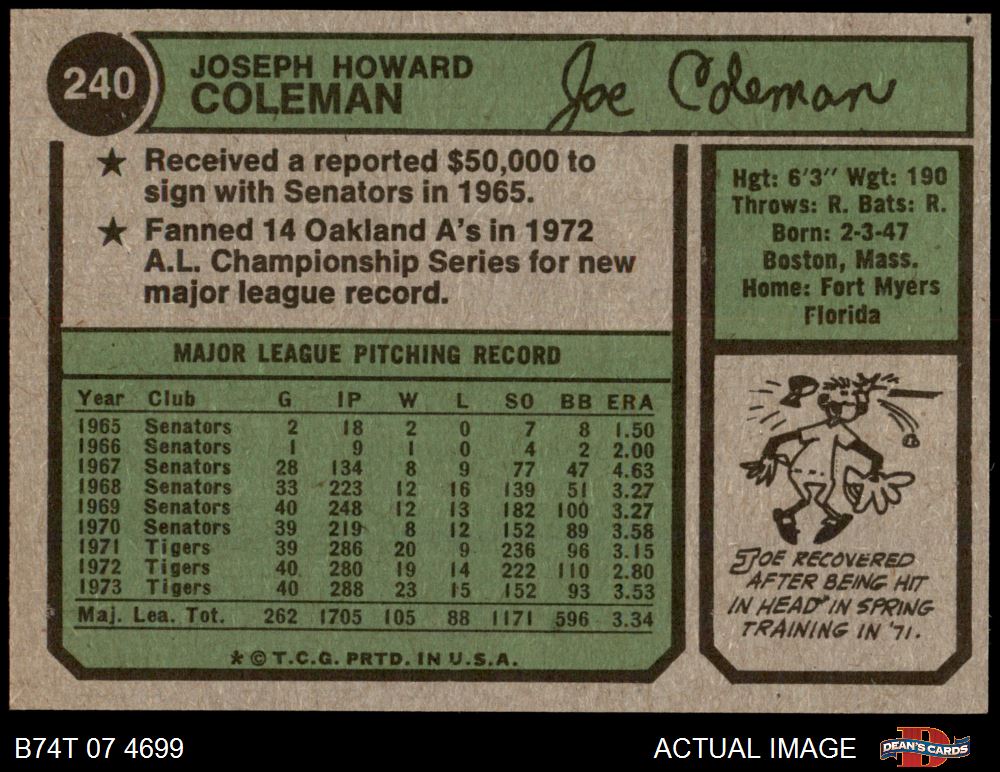 240
JOSEPH HOWARD
COLEMAN
Joe Coleman
★ Received a reported $50,000 to
sign with Senators in 1965.
★ Fanned 14 Oakland A's in 1972
A.L. Championship Series for new
major league record.
Hgt: 6'3" Wgt: 190
Throws: R. Bats: R.
Born: 2-3-47
Boston, Mass.
Home: Fort Myers
Florida
MAJOR LEAGUE PITCHING RECORD
Year Club G IP W L SO BB ERA
1965 Senators 2 18 2 0 7 8 1.50
1966 Senators 1 9 1 0 4 2 2.00
1967 Senators 28 134 8 9 77 47 4.63
1968 Senators 33 223 12 16 139 51 3.27
1969 Senators 40 248 12 13 182 100 3.27
1970 Senators 39 219 8 12 152 89 3.58
1971 Tigers 39 286 20 9 236 96 3.15
1972 Tigers 40 280 19 14 222 110 2.80
1973 Tigers 40 288 23 15 152 93 3.53
Maj. Lea. Tot. 262 1705 105 88 1171 596 3.34
* © T.C.G. PRTD. IN U.S.A.
JOE RECOVERED
AFTER BEING HIT
IN HEAD IN SPRING
TRAINING IN '71.
B74T 07 4699
ACTUAL IMAGE
D
DEAN'S CARDS